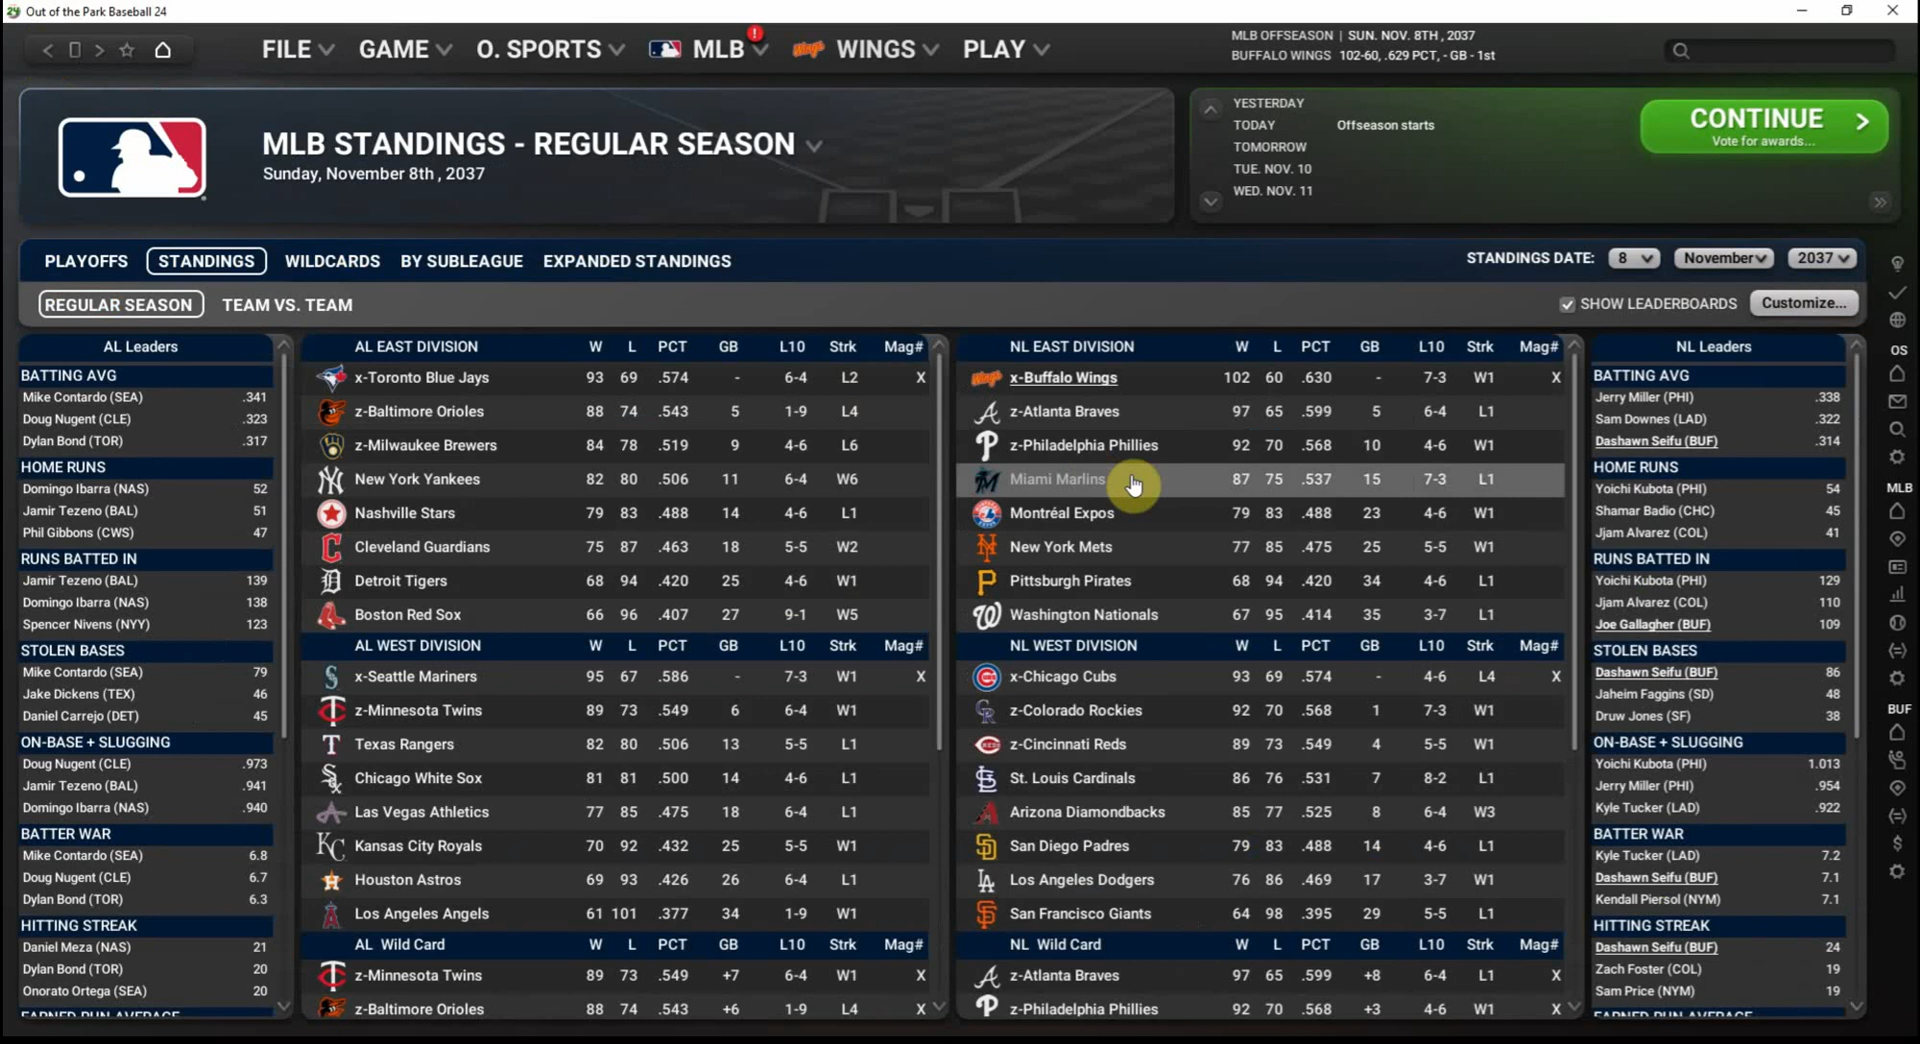 Out of the Park Baseball 24
FILE GAME O. SPORTS MLB ! WINGS PLAY
MLB OFFSEASON | SUN. NOV. 8TH , 2037
BUFFALO WINGS 102-60, .629 PCT, - GB - 1st
MLB STANDINGS - REGULAR SEASON
Sunday, November 8th , 2037
YESTERDAY
TODAY Offseason starts
TOMORROW
TUE. NOV. 10
WED. NOV. 11
CONTINUE
Vote for awards...
PLAYOFFS STANDINGS WILDCARDS BY SUBLEAGUE EXPANDED STANDINGS
STANDINGS DATE: 8 November 2037
REGULAR SEASON TEAM VS. TEAM
SHOW LEADERBOARDS Customize...
AL Leaders
BATTING AVG
Mike Contardo (SEA) .341
Doug Nugent (CLE) .323
Dylan Bond (TOR) .317
HOME RUNS
Domingo Ibarra (NAS) 52
Jamir Tezeno (BAL) 51
Phil Gibbons (CWS) 47
RUNS BATTED IN
Jamir Tezeno (BAL) 139
Domingo Ibarra (NAS) 138
Spencer Nivens (NYY) 123
STOLEN BASES
Mike Contardo (SEA) 79
Jake Dickens (TEX) 46
Daniel Carrejo (DET) 45
ON-BASE + SLUGGING
Doug Nugent (CLE) .973
Jamir Tezeno (BAL) .941
Domingo Ibarra (NAS) .940
BATTER WAR
Mike Contardo (SEA) 6.8
Doug Nugent (CLE) 6.7
Dylan Bond (TOR) 6.3
HITTING STREAK
Daniel Meza (NAS) 21
Dylan Bond (TOR) 20
Onorato Ortega (SEA) 20
EARNED RUN AVERAGE
AL EAST DIVISION W L PCT GB L10 Strk Mag#
x-Toronto Blue Jays 93 69 .574 - 6-4 L2 X
z-Baltimore Orioles 88 74 .543 5 1-9 L4
z-Milwaukee Brewers 84 78 .519 9 4-6 L6
New York Yankees 82 80 .506 11 6-4 W6
Nashville Stars 79 83 .488 14 4-6 L1
Cleveland Guardians 75 87 .463 18 5-5 W2
Detroit Tigers 68 94 .420 25 4-6 W1
Boston Red Sox 66 96 .407 27 9-1 W5
AL WEST DIVISION W L PCT GB L10 Strk Mag#
x-Seattle Mariners 95 67 .586 - 7-3 W1 X
z-Minnesota Twins 89 73 .549 6 6-4 W1
Texas Rangers 82 80 .506 13 5-5 L1
Chicago White Sox 81 81 .500 14 4-6 L1
Las Vegas Athletics 77 85 .475 18 6-4 L1
Kansas City Royals 70 92 .432 25 5-5 W1
Houston Astros 69 93 .426 26 6-4 L1
Los Angeles Angels 61 101 .377 34 1-9 W1
AL Wild Card W L PCT GB L10 Strk Mag#
z-Minnesota Twins 89 73 .549 +7 6-4 W1 X
z-Baltimore Orioles 88 74 .543 +6 1-9 L4 X
NL EAST DIVISION W L PCT GB L10 Strk Mag#
x-Buffalo Wings 102 60 .630 - 7-3 W1 X
z-Atlanta Braves 97 65 .599 5 6-4 L1
z-Philadelphia Phillies 92 70 .568 10 4-6 W1
Miami Marlins 87 75 .537 15 7-3 L1
Montréal Expos 79 83 .488 23 4-6 W1
New York Mets 77 85 .475 25 5-5 W1
Pittsburgh Pirates 68 94 .420 34 4-6 L1
Washington Nationals 67 95 .414 35 3-7 L1
NL WEST DIVISION W L PCT GB L10 Strk Mag#
x-Chicago Cubs 93 69 .574 - 4-6 L4 X
z-Colorado Rockies 92 70 .568 1 7-3 W1
z-Cincinnati Reds 89 73 .549 4 5-5 W1
St. Louis Cardinals 86 76 .531 7 8-2 L1
Arizona Diamondbacks 85 77 .525 8 6-4 W3
San Diego Padres 79 83 .488 14 4-6 L1
Los Angeles Dodgers 76 86 .469 17 3-7 W1
San Francisco Giants 64 98 .395 29 5-5 L1
NL Wild Card W L PCT GB L10 Strk Mag#
z-Atlanta Braves 97 65 .599 +8 6-4 L1 X
z-Philadelphia Phillies 92 70 .568 +3 4-6 W1 X
NL Leaders
BATTING AVG
Jerry Miller (PHI) .338
Sam Downes (LAD) .322
Dashawn Seifu (BUF) .314
HOME RUNS
Yoichi Kubota (PHI) 54
Shamar Badio (CHC) 45
Jjam Alvarez (COL) 41
RUNS BATTED IN
Yoichi Kubota (PHI) 129
Jjam Alvarez (COL) 110
Joe Gallagher (BUF) 109
STOLEN BASES
Dashawn Seifu (BUF) 86
Jaheim Faggins (SD) 48
Druw Jones (SF) 38
ON-BASE + SLUGGING
Yoichi Kubota (PHI) 1.013
Jerry Miller (PHI) .954
Kyle Tucker (LAD) .922
BATTER WAR
Kyle Tucker (LAD) 7.2
Dashawn Seifu (BUF) 7.1
Kendall Piersol (NYM) 7.1
HITTING STREAK
Dashawn Seifu (BUF) 24
Zach Foster (COL) 19
Sam Price (NYM) 19
EARNED RUN AVERAGE
OS
MLB
BUF